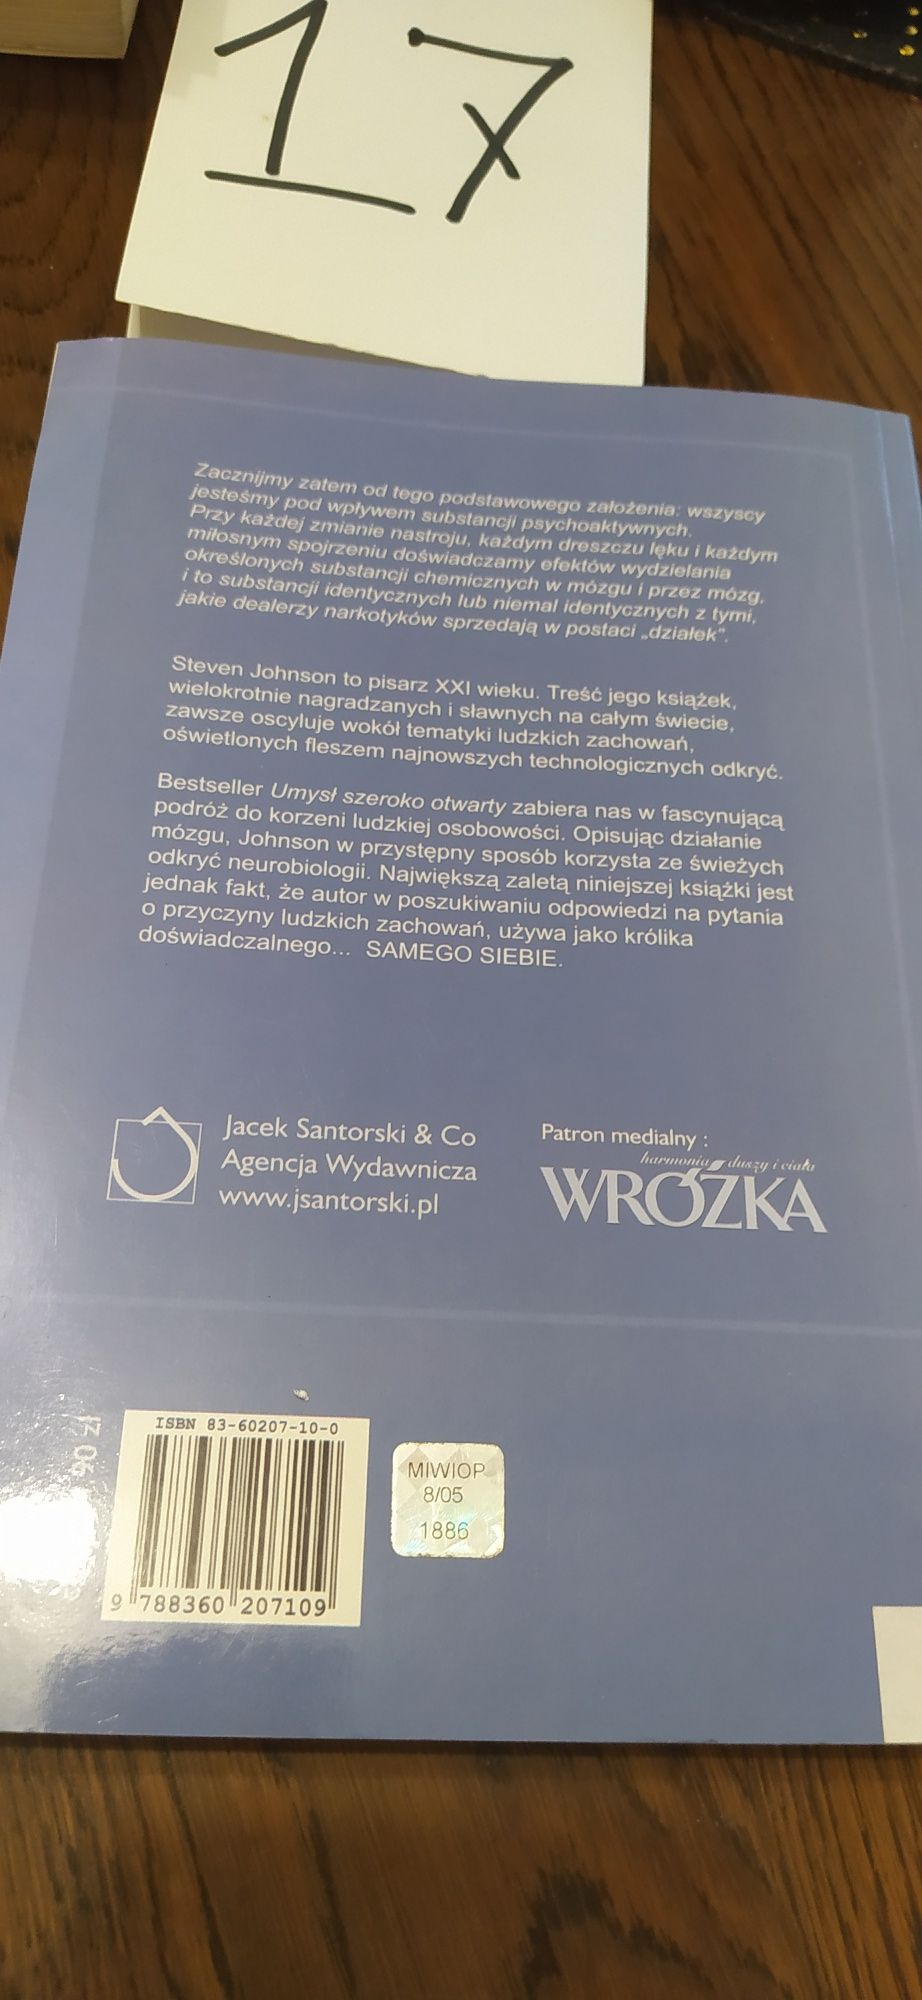 17
Zacznijmy zatem od tego podstawowego założenia: wszyscy
jesteśmy pod wpływem substancji psychoaktywnych.
Przy każdej zmianie nastroju, każdym dreszczu lęku i każdym
miłosnym spojrzeniu doświadczamy efektów wydzielania
określonych substancji chemicznych w mózgu i przez mózg,
i to substancji identycznych lub niemal identycznych z tymi,
jakie dealerzy narkotyków sprzedają w postaci „działek”.
Steven Johnson to pisarz XXI wieku. Treść jego książek,
wielokrotnie nagradzanych i sławnych na całym świecie,
zawsze oscyluje wokół tematyki ludzkich zachowań,
oświetlonych fleszem najnowszych technologicznych odkryć.
Bestseller Umysł szeroko otwarty zabiera nas w fascynującą
podróż do korzeni ludzkiej osobowości. Opisując działanie
mózgu, Johnson w przystępny sposób korzysta ze świeżych
odkryć neurobiologii. Największą zaletą niniejszej książki jest
jednak fakt, że autor w poszukiwaniu odpowiedzi na pytania
o przyczyny ludzkich zachowań, używa jako królika
doświadczalnego... SAMEGO SIEBIE.
Jacek Santorski & Co
Agencja Wydawnicza
www.jsantorski.pl
Patron medialny :
harmonia duszy i ciała
WRÓŻKA
ISBN 83-60207-10-0
9 788360 207109
MIWIOP
8/05
1886